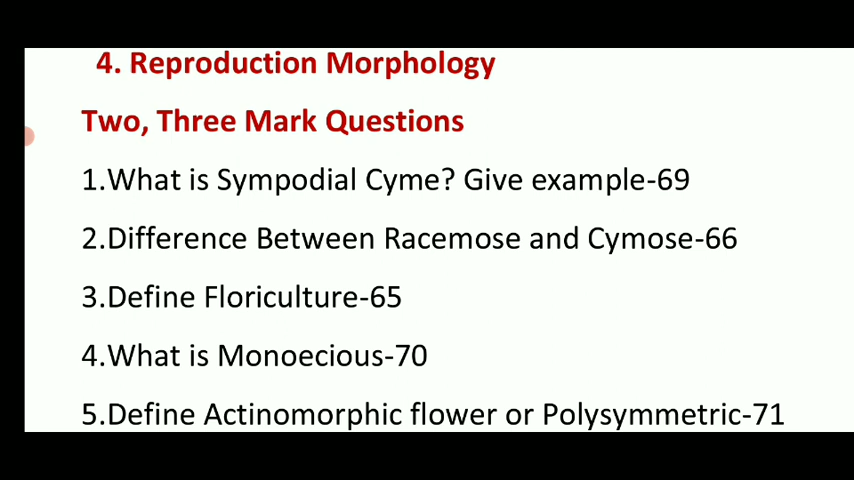 4. Reproduction Morphology
Two, Three Mark Questions
1.What is Sympodial Cyme? Give example-69
2.Difference Between Racemose and Cymose-66
3.Define Floriculture-65
4.What is Monoecious-70
5.Define Actinomorphic flower or Polysymmetric-71